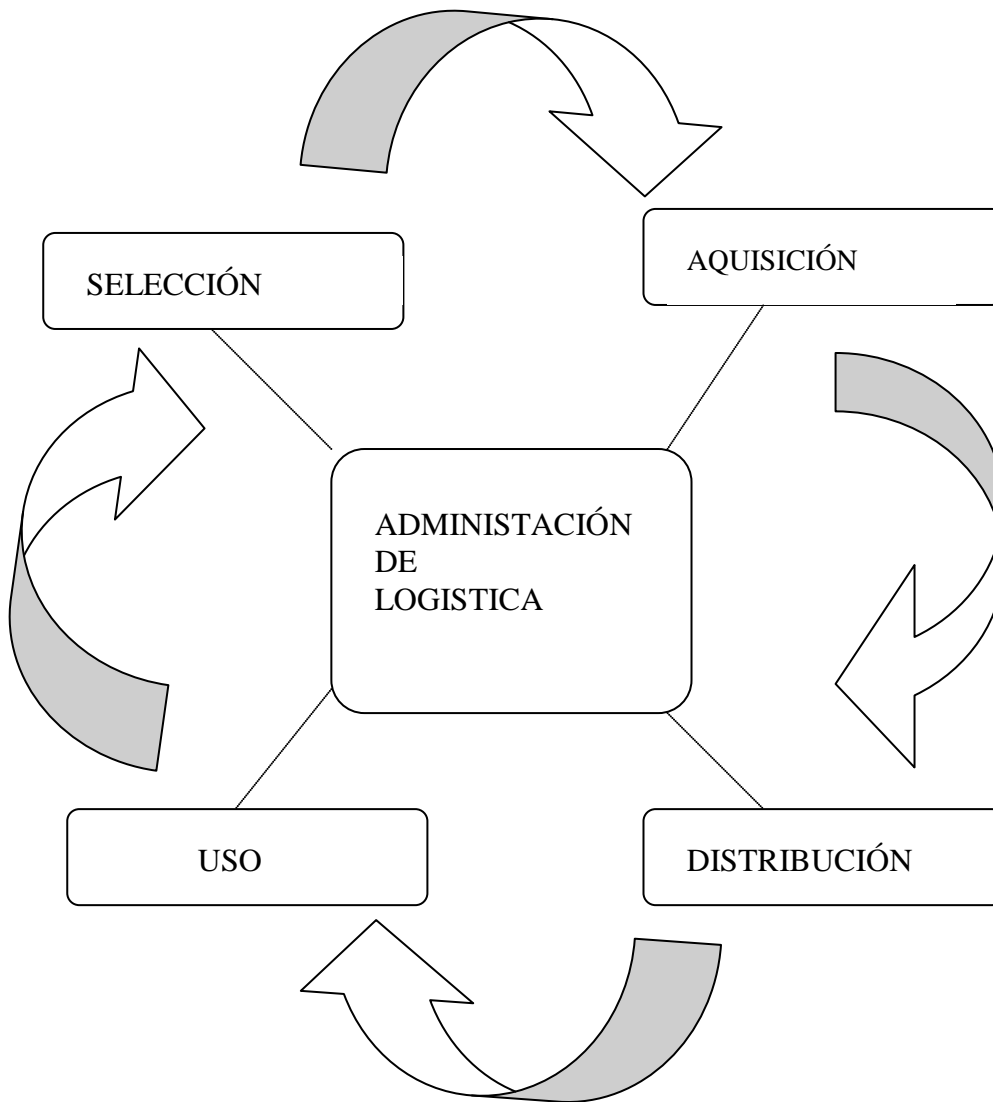 SELECCIÓN
AQUISICIÓN
ADMINISTACIÓN
DE
LOGISTICA
USO
DISTRIBUCIÓN